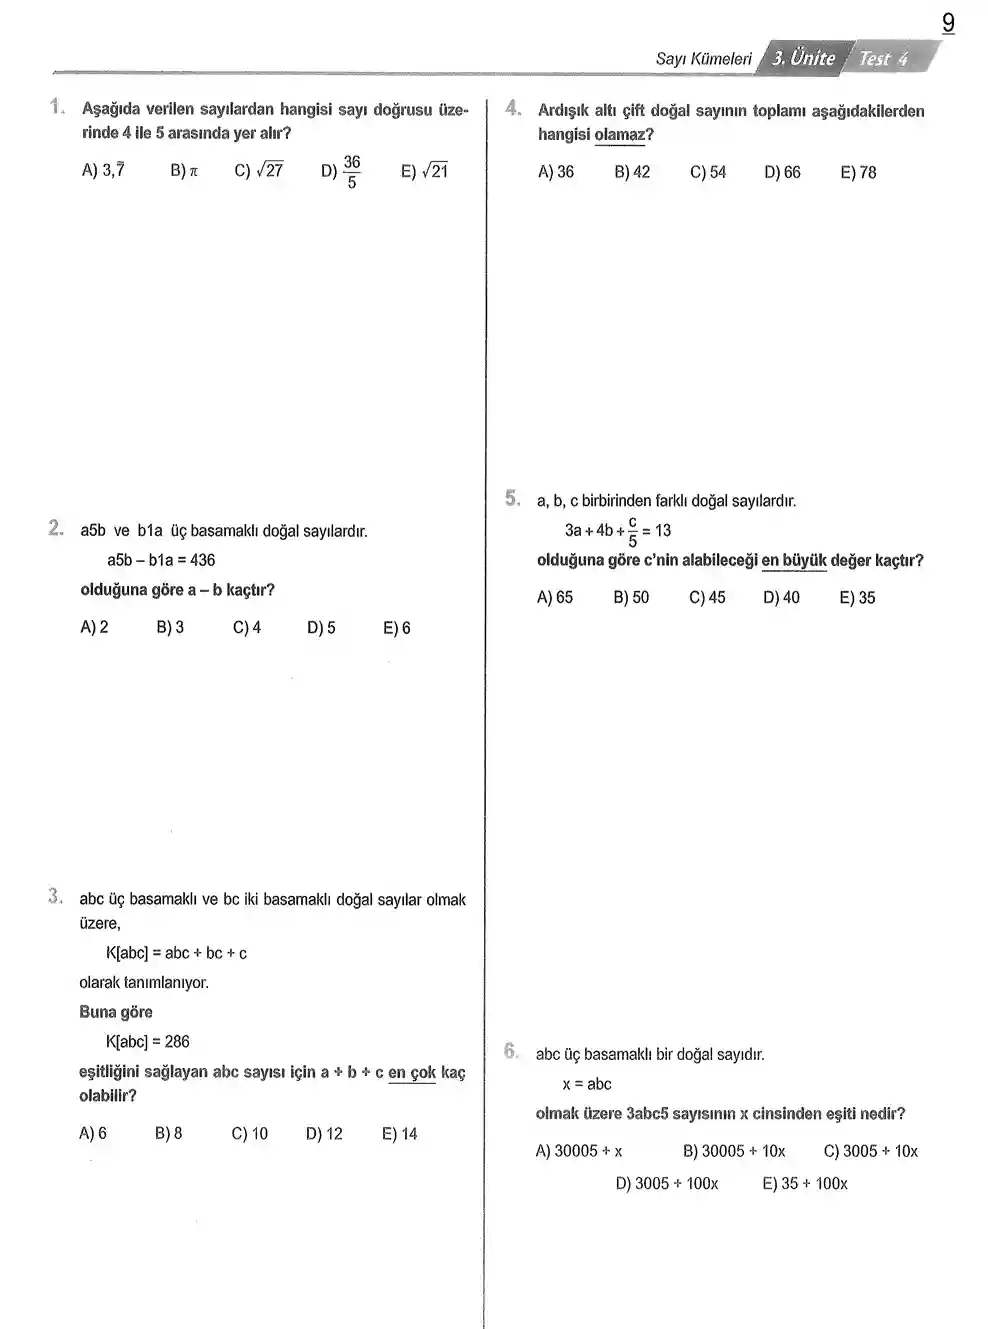 9
Sayı Kümeleri 3. Ünite Test 4
1. Aşağıda verilen sayılardan hangisi sayı doğrusu üze-
rinde 4 ile 5 arasında yer alır?
A) 3,7̄ B) π C) √27 D) 36/5 E) √21
2. a5b ve b1a üç basamaklı doğal sayılardır.
a5b – b1a = 436
olduğuna göre a – b kaçtır?
A) 2 B) 3 C) 4 D) 5 E) 6
3. abc üç basamaklı ve bc iki basamaklı doğal sayılar olmak
üzere,
K[abc] = abc + bc + c
olarak tanımlanıyor.
Buna göre
K[abc] = 286
eşitliğini sağlayan abc sayısı için a + b + c en çok kaç
olabilir?
A) 6 B) 8 C) 10 D) 12 E) 14
4. Ardışık altı çift doğal sayının toplamı aşağıdakilerden
hangisi olamaz?
A) 36 B) 42 C) 54 D) 66 E) 78
5. a, b, c birbirinden farklı doğal sayılardır.
3a + 4b + c/5 = 13
olduğuna göre c'nin alabileceği en büyük değer kaçtır?
A) 65 B) 50 C) 45 D) 40 E) 35
6. abc üç basamaklı bir doğal sayıdır.
x = abc
olmak üzere 3abc5 sayısının x cinsinden eşiti nedir?
A) 30005 + x B) 30005 + 10x C) 3005 + 10x
D) 3005 + 100x E) 35 + 100x